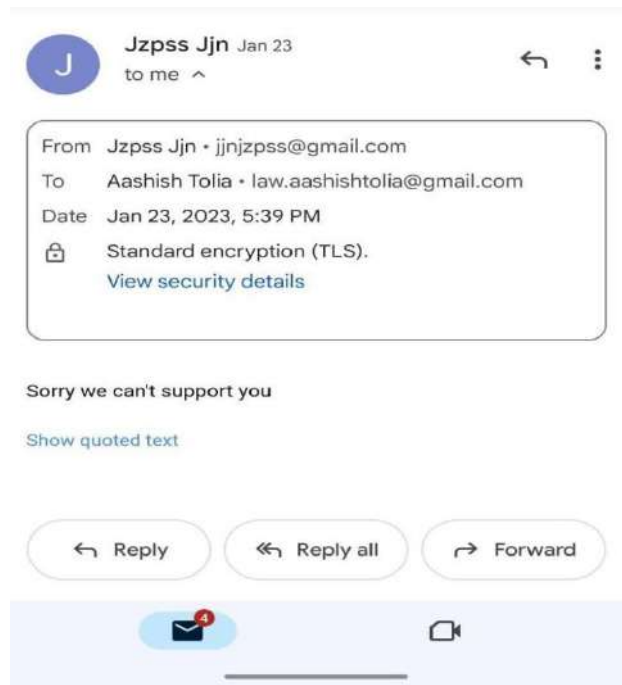 J
Jzpss Jjn Jan 23
to me
From Jzpss Jjn • jjnjzpss@gmail.com
To Aashish Tolia • law.aashishtolia@gmail.com
Date Jan 23, 2023, 5:39 PM
Standard encryption (TLS).
View security details
Sorry we can't support you
Show quoted text
Reply Reply all Forward
4